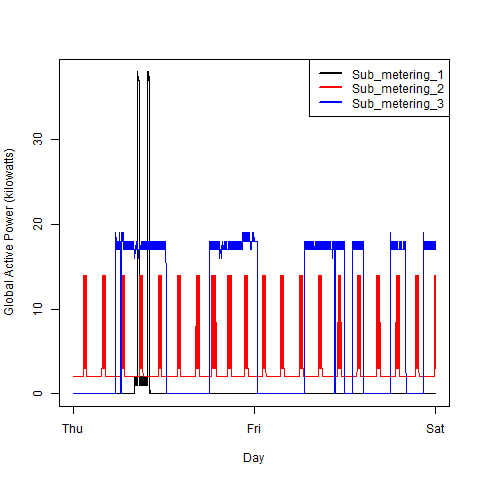 Sub_metering_1
Sub_metering_2
Sub_metering_3
Global Active Power (kilowatts)
30
20
10
0
Thu
Fri
Sat
Day